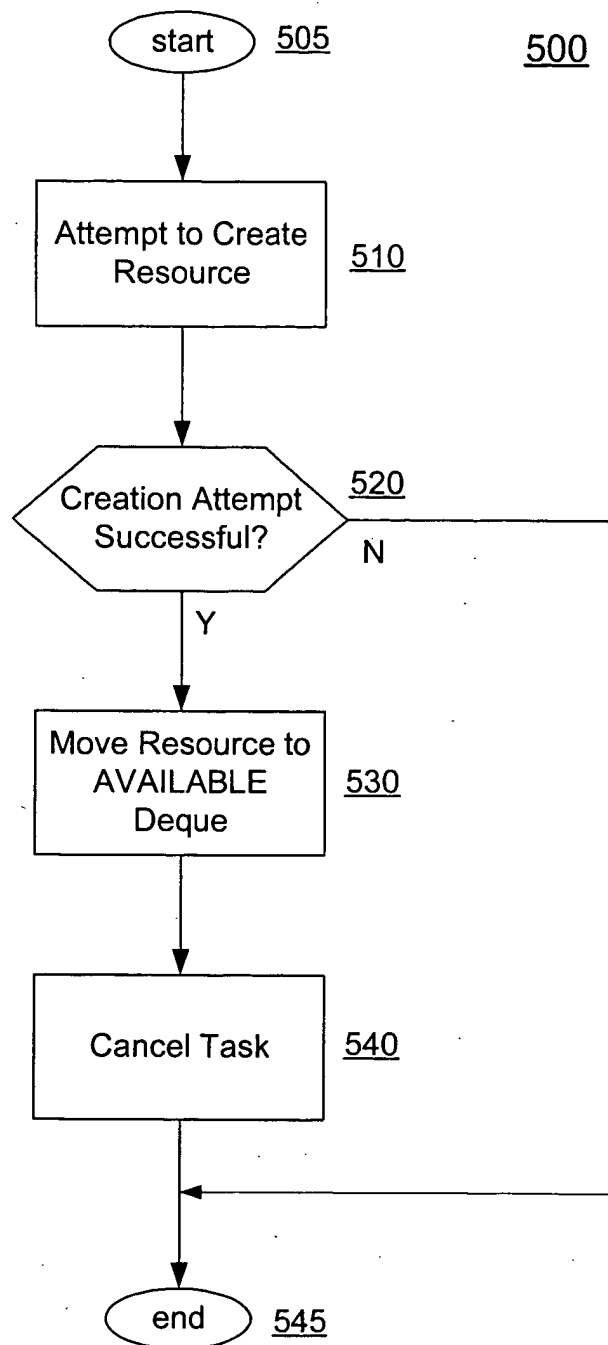 start 505
500
Attempt to Create
Resource
510
Creation Attempt
Successful?
520
N
Y
Move Resource to
AVAILABLE
Deque
530
Cancel Task
540
end 545